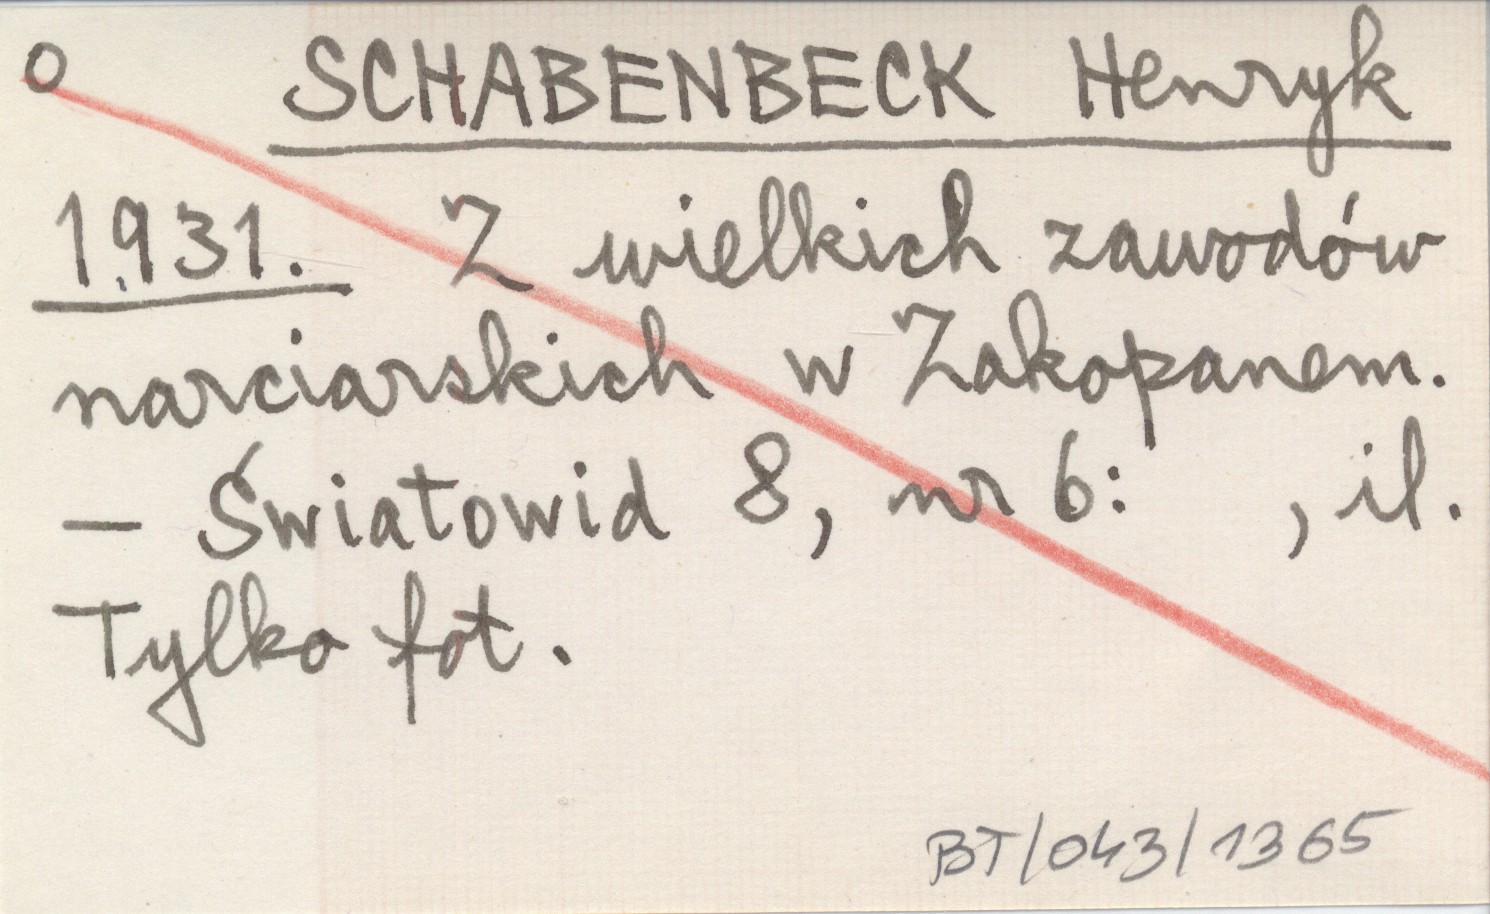 O SCHABENBECK Henryk
1931. Z wielkich zawodów
narciarskich w Zakopanem.
— Światowid 8, nr 6: , il.
Tylko fot.
BT/043/1365